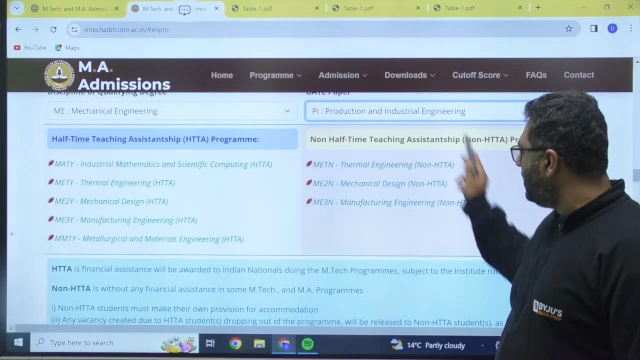 M.Tech, and M.A. Admiss
M.Tech, and
Table-1.pdf
Table-1.pdf
Table-1.pdf
mtechadm.iitm.ac.in/Pelipro
YouTube
Maps
M.A.
Admissions
Home
Programme
Admission
Downloads
Cutoff Score
FAQs
Contact
Discipline of Qualifying Degree
GATE Paper
ME : Mechanical Engineering
PI : Production and Industrial Engineering
Half-Time Teaching Assistantship (HTTA) Programme:
Non Half-Time Teaching Assistantship (Non-HTTA) Pr
MA1Y - Industrial Mathematics and Scientific Computing (HTTA)
ME1Y - Thermal Engineering (HTTA)
ME2Y - Mechanical Design (HTTA)
ME3Y - Manufacturing Engineering (HTTA)
MM1Y - Metallurgical and Materials Engineering (HTTA)
ME1N - Thermal Engineering (Non-HTTA)
ME2N - Mechanical Design (Non-HTTA)
ME3N - Manufacturing Engineering (Non-H
HTTA is financial assistance will be awarded to Indian Nationals doing the M.Tech Programmes, subject to the Institute rul
Non-HTTA is without any financial assistance in some M.Tech., and M.A. Programmes
i) Non-HTTA students must make their own provision for accommodation
(ii) Any vacancy created due to HTTA student(s) dropping out of the programme, will be released to Non-HTTA student(s), as
Type here to search
14°C Partly cloudy
BYJU'S